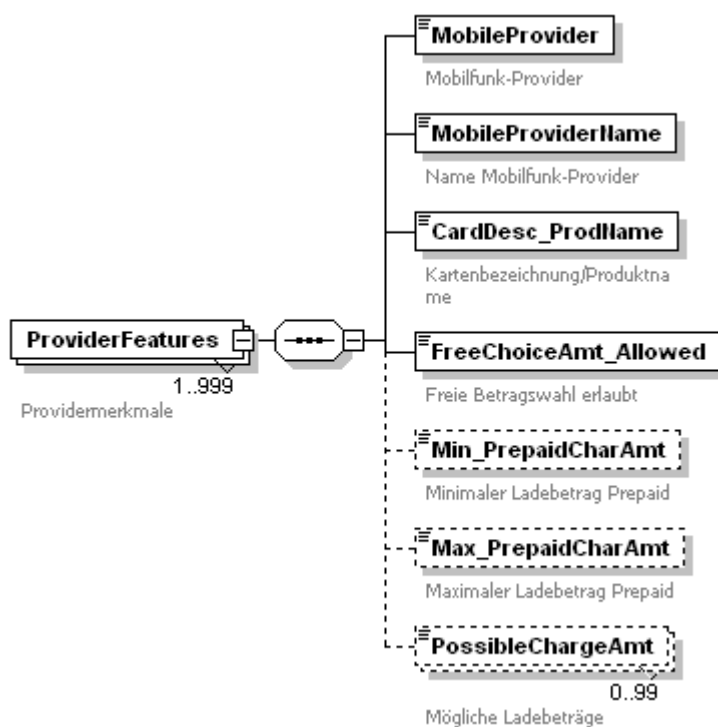 MobileProvider
Mobilfunk-Provider
MobileProviderName
Name Mobilfunk-Provider
CardDesc_ProdName
Kartenbezeichnung/Produktna
me
ProviderFeatures
1..999
Providermerkmale
FreeChoiceAmt_Allowed
Freie Betragswahl erlaubt
Min_PrepaidCharAmt
Minimaler Ladebetrag Prepaid
Max_PrepaidCharAmt
Maximaler Ladebetrag Prepaid
PossibleChargeAmt
0..99
Mögliche Ladebeträge